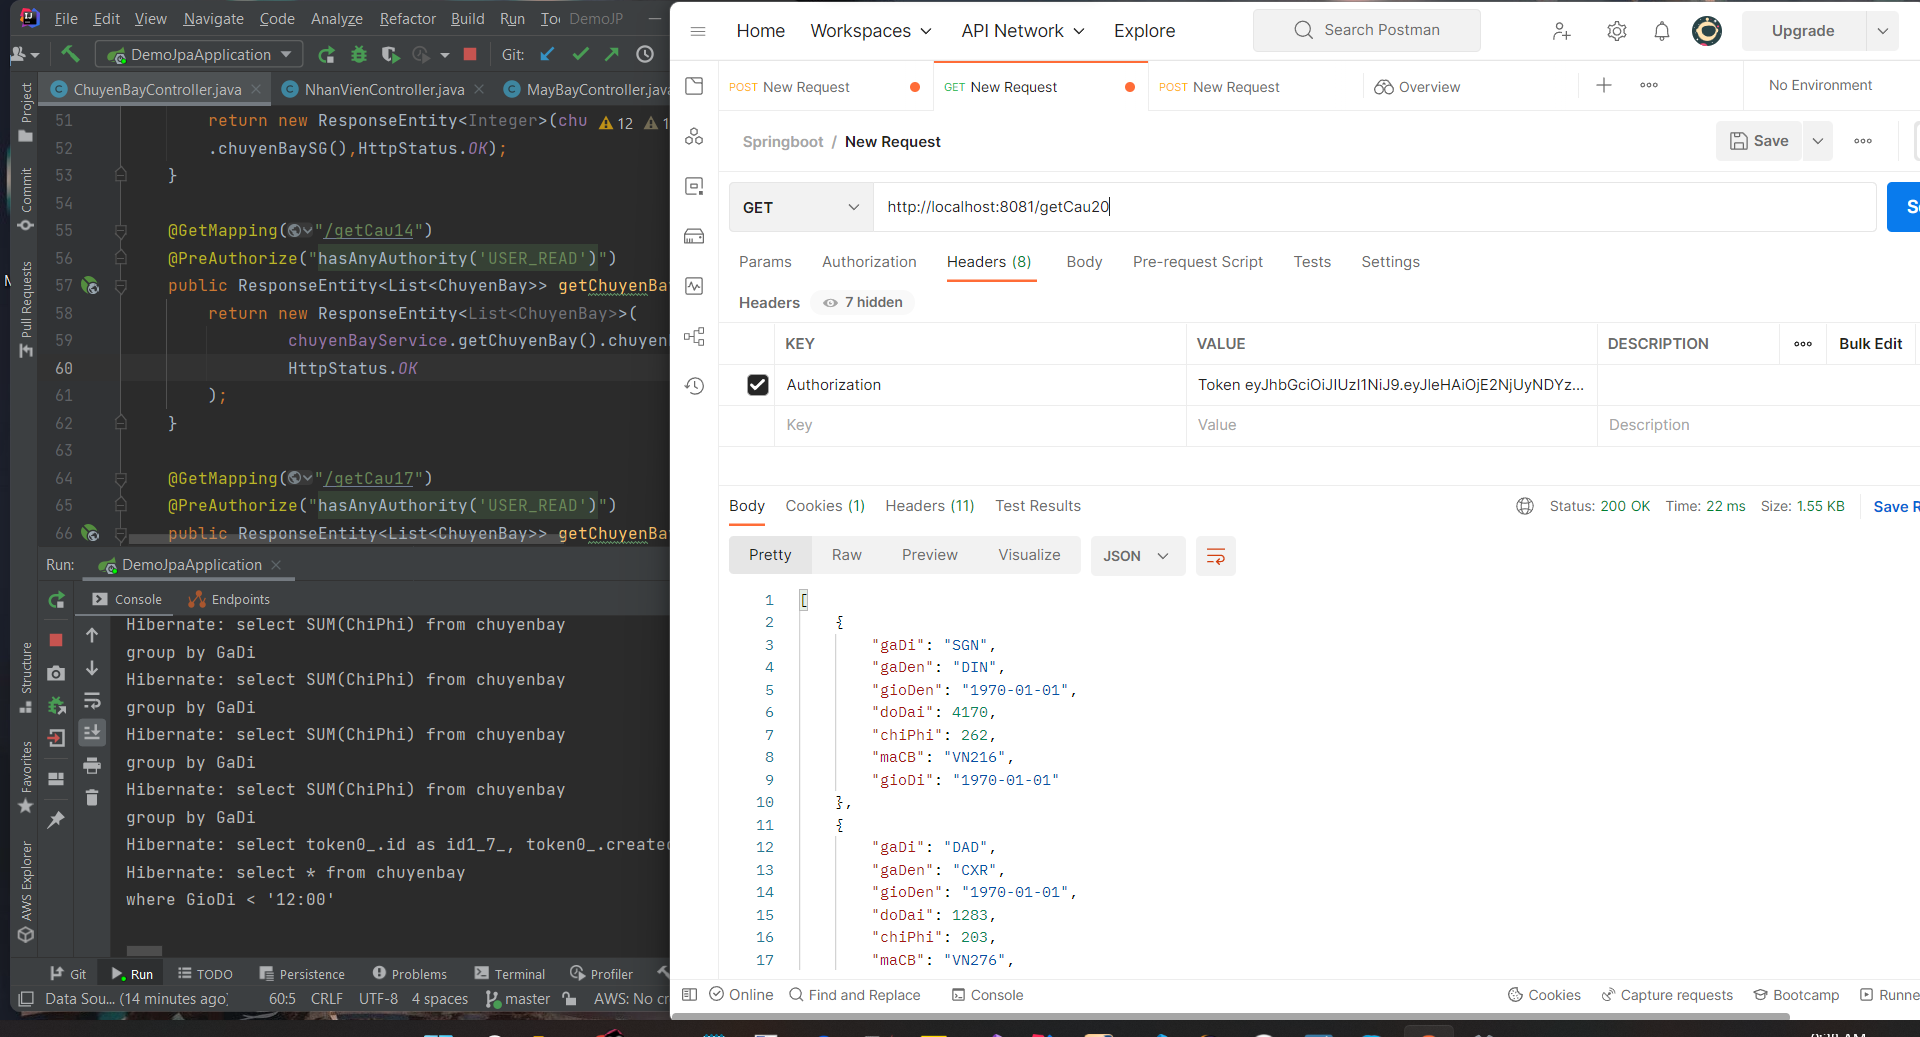 File Edit View Navigate Code Analyze Refactor Build Run DemoJP
DemoJpaApplication Git:
ChuyenBayController.java NhanVienController.java MayBayController.java
Project
Commit
Pull Requests
Structure
Favorites
AWS Explorer
51 return new ResponseEntity<Integer>(chu 12
52 .chuyenBaySG(),HttpStatus.OK);
53 }
54
55 @GetMapping("/getCau14")
56 @PreAuthorize("hasAnyAuthority('USER_READ')")
57 public ResponseEntity<List<ChuyenBay>> getChuyenBa
58 return new ResponseEntity<List<ChuyenBay>>(
59 chuyenBayService.getChuyenBay().chuyen
60 HttpStatus.OK
61 );
62 }
63
64 @GetMapping("/getCau17")
65 @PreAuthorize("hasAnyAuthority('USER_READ')")
66 public ResponseEntity<List<ChuyenBay>> getChuyenBa
Run: DemoJpaApplication
Console Endpoints
Hibernate: select SUM(ChiPhi) from chuyenbay
group by GaDi
Hibernate: select SUM(ChiPhi) from chuyenbay
group by GaDi
Hibernate: select SUM(ChiPhi) from chuyenbay
group by GaDi
Hibernate: select SUM(ChiPhi) from chuyenbay
group by GaDi
Hibernate: select token0_.id as id1_7_, token0_.created
Hibernate: select * from chuyenbay
where GioDi < '12:00'
Git Run TODO Persistence Problems Terminal Profiler
Data Sou... (14 minutes ago) 60:5 CRLF UTF-8 4 spaces master AWS: No cr
Home Workspaces API Network Explore Search Postman Upgrade
POST New Request GET New Request POST New Request Overview No Environment
Springboot / New Request Save
GET http://localhost:8081/getCau20
Params Authorization Headers (8) Body Pre-request Script Tests Settings
Headers 7 hidden
KEY VALUE DESCRIPTION Bulk Edit
Authorization Token eyJhbGciOiJIUzI1NiJ9.eyJleHAiOjE2NjUyNDYz...
Key Value Description
Body Cookies (1) Headers (11) Test Results Status: 200 OK Time: 22 ms Size: 1.55 KB Save R
Pretty Raw Preview Visualize JSON
1 [
2 {
3 "gaDi": "SGN",
4 "gaDen": "DIN",
5 "gioDen": "1970-01-01",
6 "doDai": 4170,
7 "chiPhi": 262,
8 "maCB": "VN216",
9 "gioDi": "1970-01-01"
10 },
11 {
12 "gaDi": "DAD",
13 "gaDen": "CXR",
14 "gioDen": "1970-01-01",
15 "doDai": 1283,
16 "chiPhi": 203,
17 "maCB": "VN276",
Online Find and Replace Console Cookies Capture requests Bootcamp Runne